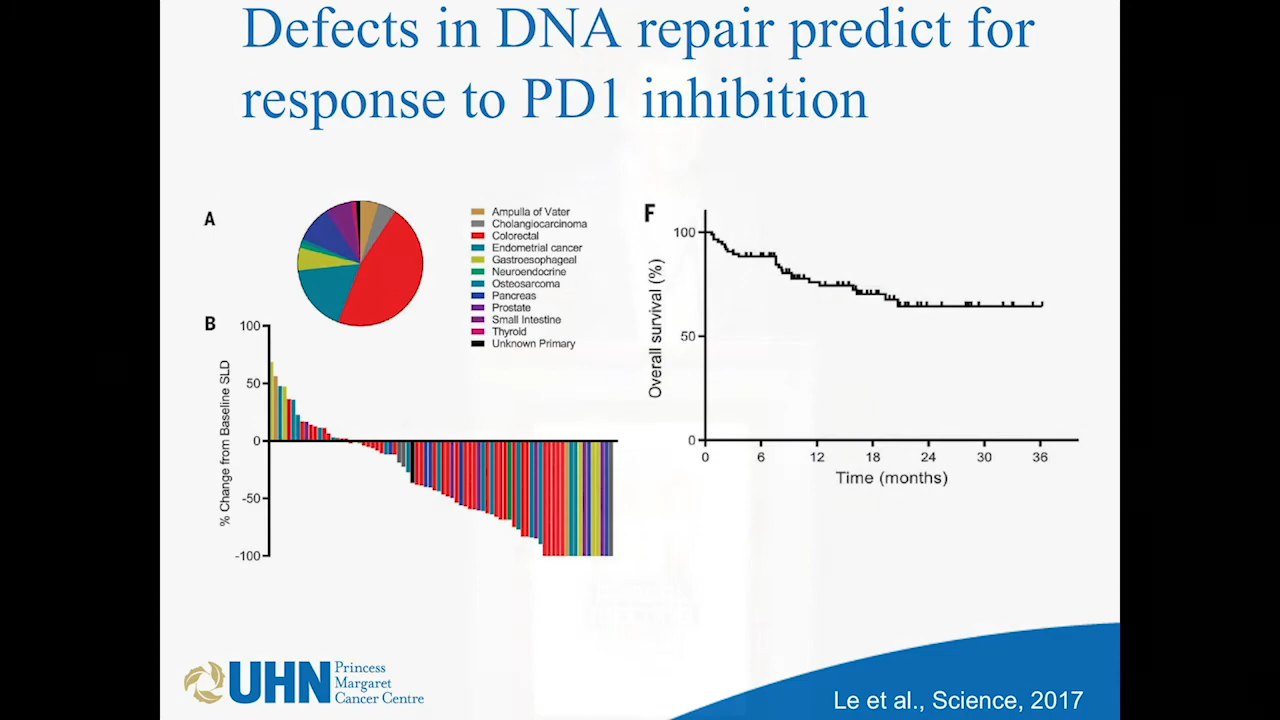 Defects in DNA repair predict for
response to PD1 inhibition
A
Ampulla of Vater
Cholangiocarcinoma
Colorectal
Endometrial cancer
Gastroesophageal
Neuroendocrine
Osteosarcoma
Pancreas
Prostate
Small Intestine
Thyroid
Unknown Primary
B
% Change from Baseline SLD
100
50
0
-50
-100
F
Overall survival (%)
100
50
0
0 6 12 18 24 30 36
Time (months)
UHN
Princess
Margaret
Cancer Centre
Le et al., Science, 2017